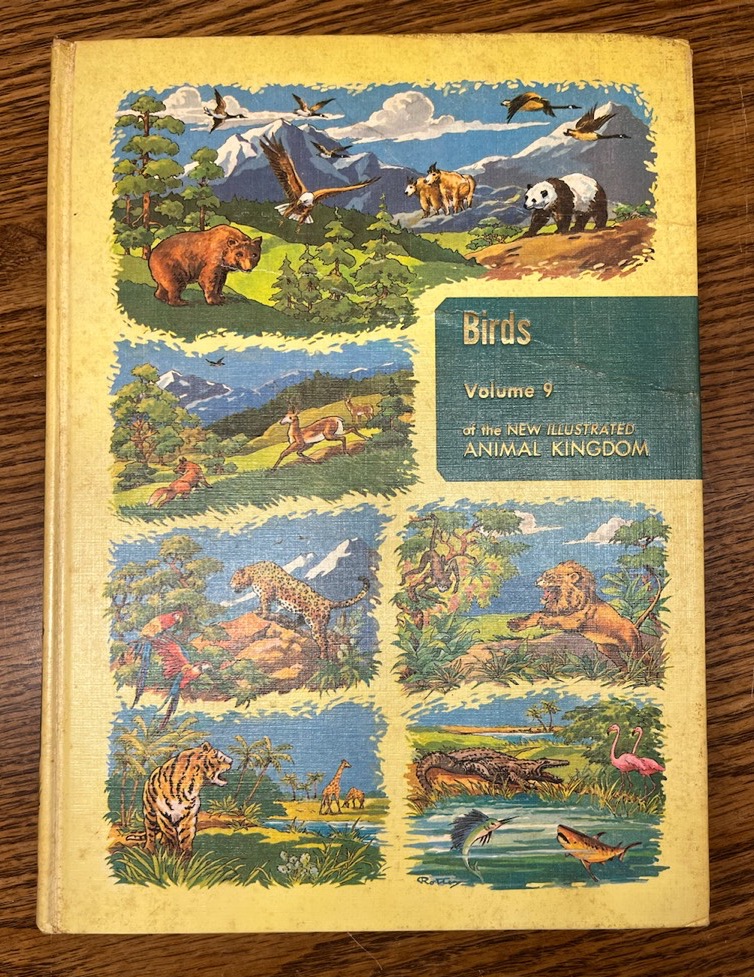 Birds
Volume 9
of the NEW ILLUSTRATED
ANIMAL KINGDOM